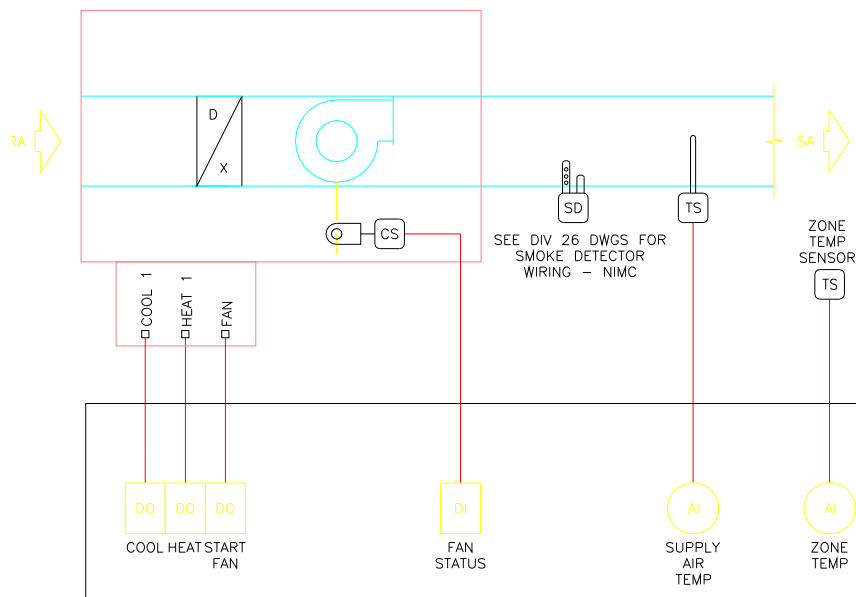 D
X
RA
SA
SD
TS
CS
SEE DIV 26 DWGS FOR
SMOKE DETECTOR
WIRING - NIMC
ZONE
TEMP
SENSOR
TS
COOL 1
HEAT 1
FAN
DO
DO
DO
DI
AI
AI
COOL
HEAT
START
FAN
FAN
STATUS
SUPPLY
AIR
TEMP
ZONE
TEMP